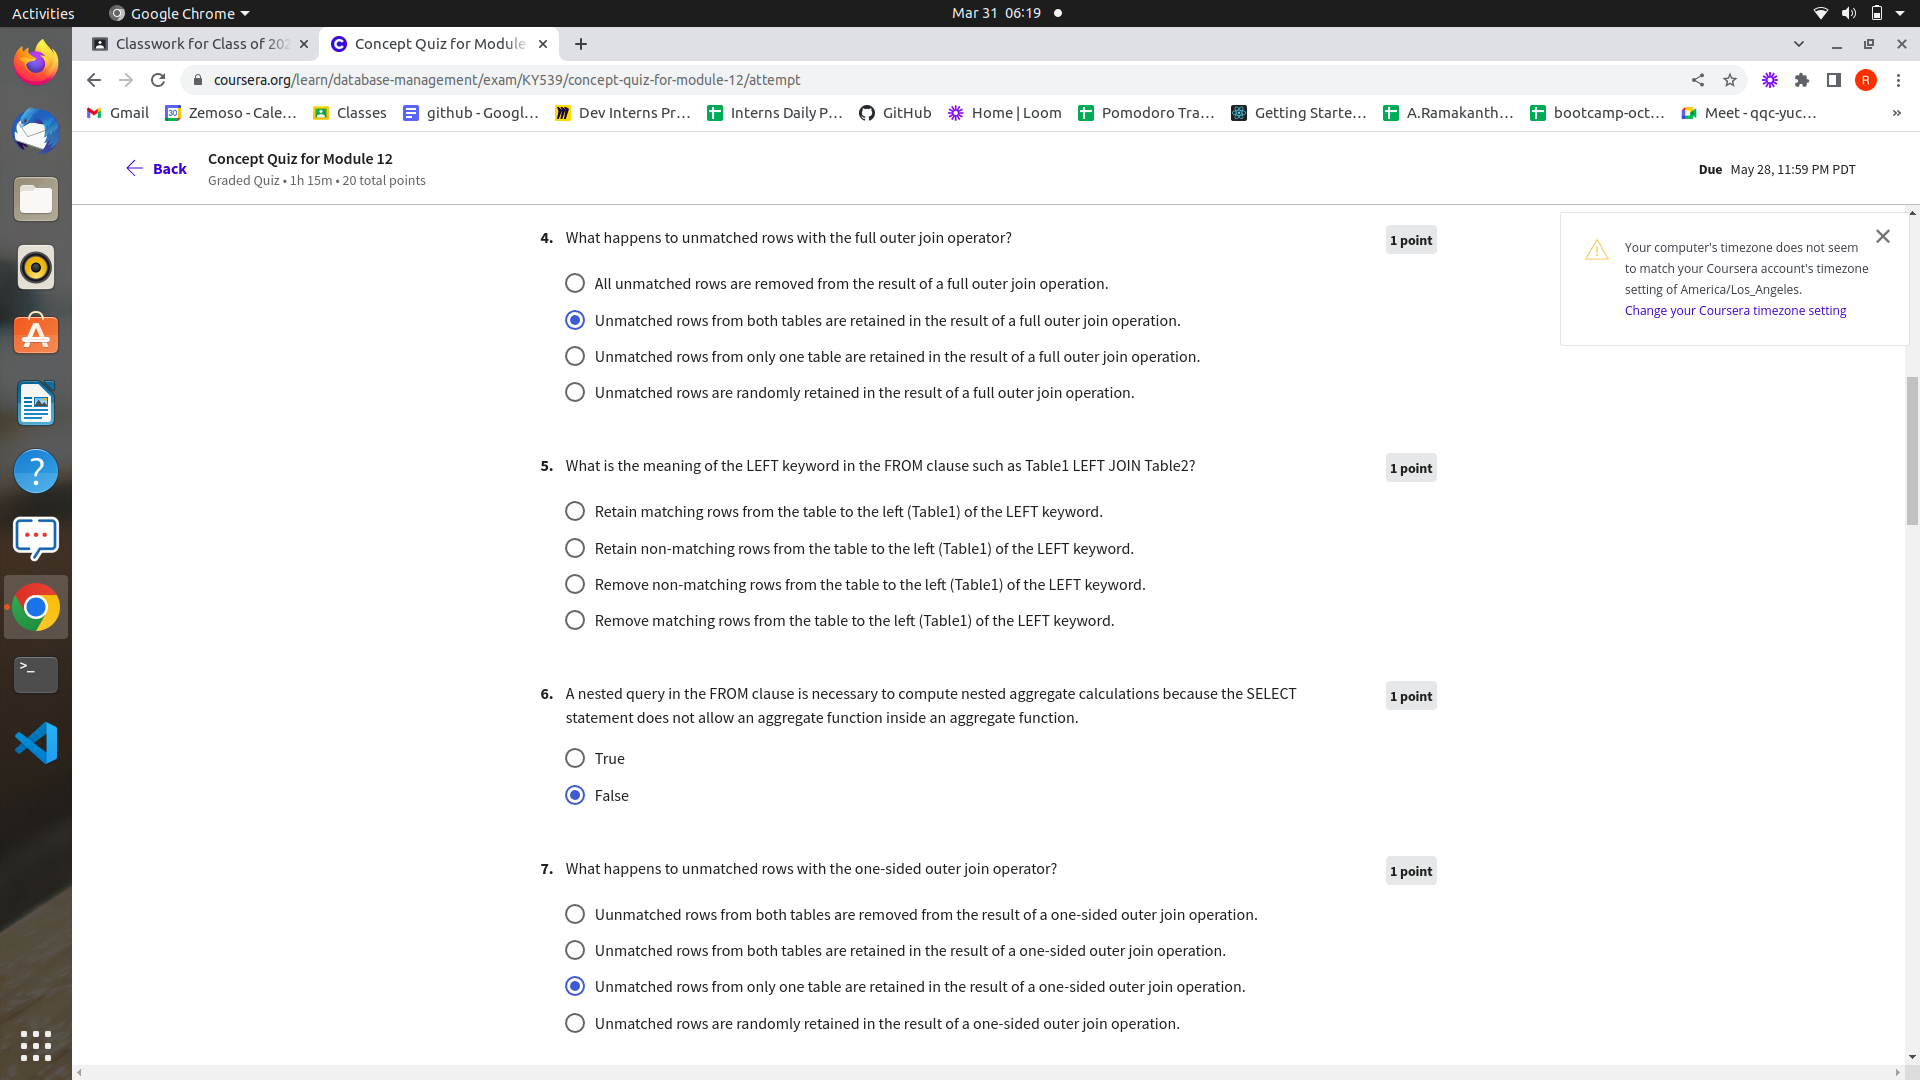 Activities
Google Chrome
Mar 31 06:19
Classwork for Class of 202
Concept Quiz for Module
coursera.org/learn/database-management/exam/KY539/concept-quiz-for-module-12/attempt
R
Gmail
30
Zemoso - Cale...
Classes
github - Googl...
Dev Interns Pr...
Interns Daily P...
GitHub
Home | Loom
Pomodoro Tra...
Getting Starte...
A.Ramakanth...
bootcamp-oct...
Meet - qqc-yuc...
»
Back
Concept Quiz for Module 12
Graded Quiz • 1h 15m • 20 total points
Due May 28, 11:59 PM PDT
Your computer's timezone does not seem
to match your Coursera account's timezone
setting of America/Los_Angeles.
Change your Coursera timezone setting
4. What happens to unmatched rows with the full outer join operator?
1 point
All unmatched rows are removed from the result of a full outer join operation.
Unmatched rows from both tables are retained in the result of a full outer join operation.
Unmatched rows from only one table are retained in the result of a full outer join operation.
Unmatched rows are randomly retained in the result of a full outer join operation.
5. What is the meaning of the LEFT keyword in the FROM clause such as Table1 LEFT JOIN Table2?
1 point
Retain matching rows from the table to the left (Table1) of the LEFT keyword.
Retain non-matching rows from the table to the left (Table1) of the LEFT keyword.
Remove non-matching rows from the table to the left (Table1) of the LEFT keyword.
Remove matching rows from the table to the left (Table1) of the LEFT keyword.
6. A nested query in the FROM clause is necessary to compute nested aggregate calculations because the SELECT
statement does not allow an aggregate function inside an aggregate function.
1 point
True
False
7. What happens to unmatched rows with the one-sided outer join operator?
1 point
Uunmatched rows from both tables are removed from the result of a one-sided outer join operation.
Unmatched rows from both tables are retained in the result of a one-sided outer join operation.
Unmatched rows from only one table are retained in the result of a one-sided outer join operation.
Unmatched rows are randomly retained in the result of a one-sided outer join operation.